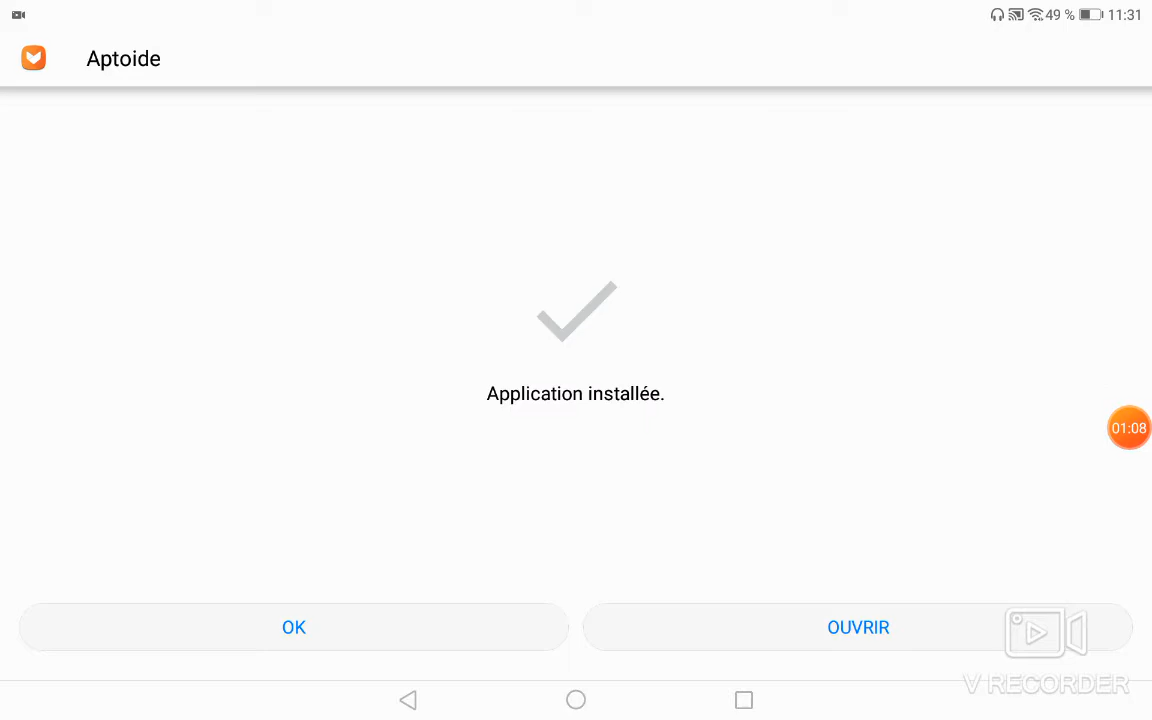 49 % 11:31
Aptoide
Application installée.
01:08
OK
OUVRIR
V RECORDER